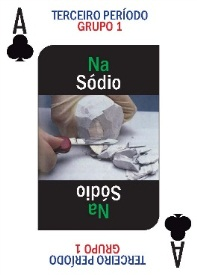 A
TERCEIRO PERÍODO
GRUPO 1
Na
Sódio
Sódio
Na
GRUPO 1
TERCEIRO PERÍODO
A